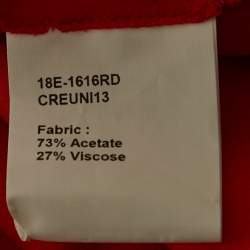 18E-1616RD
CREUNI13
Fabric :
73% Acetate
27% Viscose